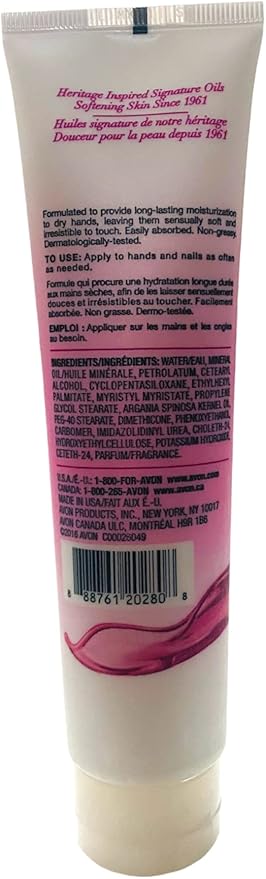 Heritage Inspired Signature Oils
Softening Skin Since 1961
Huiles signature de notre héritage
Douceur pour la peau depuis 1961
Formulated to provide long-lasting moisturization
to dry hands, leaving them sensually soft and
irresistible to touch. Easily absorbed. Non-greasy.
Dermatologically-tested.
TO USE: Apply to hands and nails as often
as needed.
Formule qui procure une hydratation longue durée
aux mains sèches, afin de les laisser sensuellement
douces et irrésistibles au toucher. Facilement
absorbée. Non grasse. Dermo-testée.
EMPLOI : Appliquer sur les mains et les ongles
au besoin.
INGREDIENTS/INGRÉDIENTS: WATER/EAU, MINERAL
OIL/HUILE MINÉRALE, PETROLATUM, CETEARYL
ALCOHOL, CYCLOPENTASILOXANE, ETHYLHEXYL
PALMITATE, MYRISTYL MYRISTATE, PROPYLENE
GLYCOL STEARATE, ARGANIA SPINOSA KERNEL OIL,
PEG-40 STEARATE, DIMETHICONE, PHENOXYETHANOL,
CARBOMER, IMIDAZOLIDINYL UREA, CHOLETH-24,
HYDROXYETHYLCELLULOSE, POTASSIUM HYDROXIDE,
CETETH-24, PARFUM/FRAGRANCE.
U.S.A./É.-U.: 1-800-FOR-AVON www.avon.com
CANADA: 1-800-265-AVON www.avon.ca
MADE IN USA/FAIT AUX É.-U.
AVON PRODUCTS, INC., NEW YORK, NY 10017
AVON CANADA ULC, MONTRÉAL H9R 1B6
©2016 AVON C00026049
8 88761 20280 8